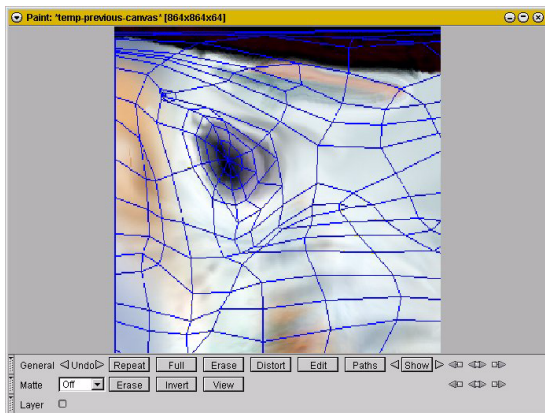 Paint: *temp-previous-canvas* [864x864x64]
General Undo Repeat Full Erase Distort Edit Paths Show
Matte Off Erase Invert View
Layer